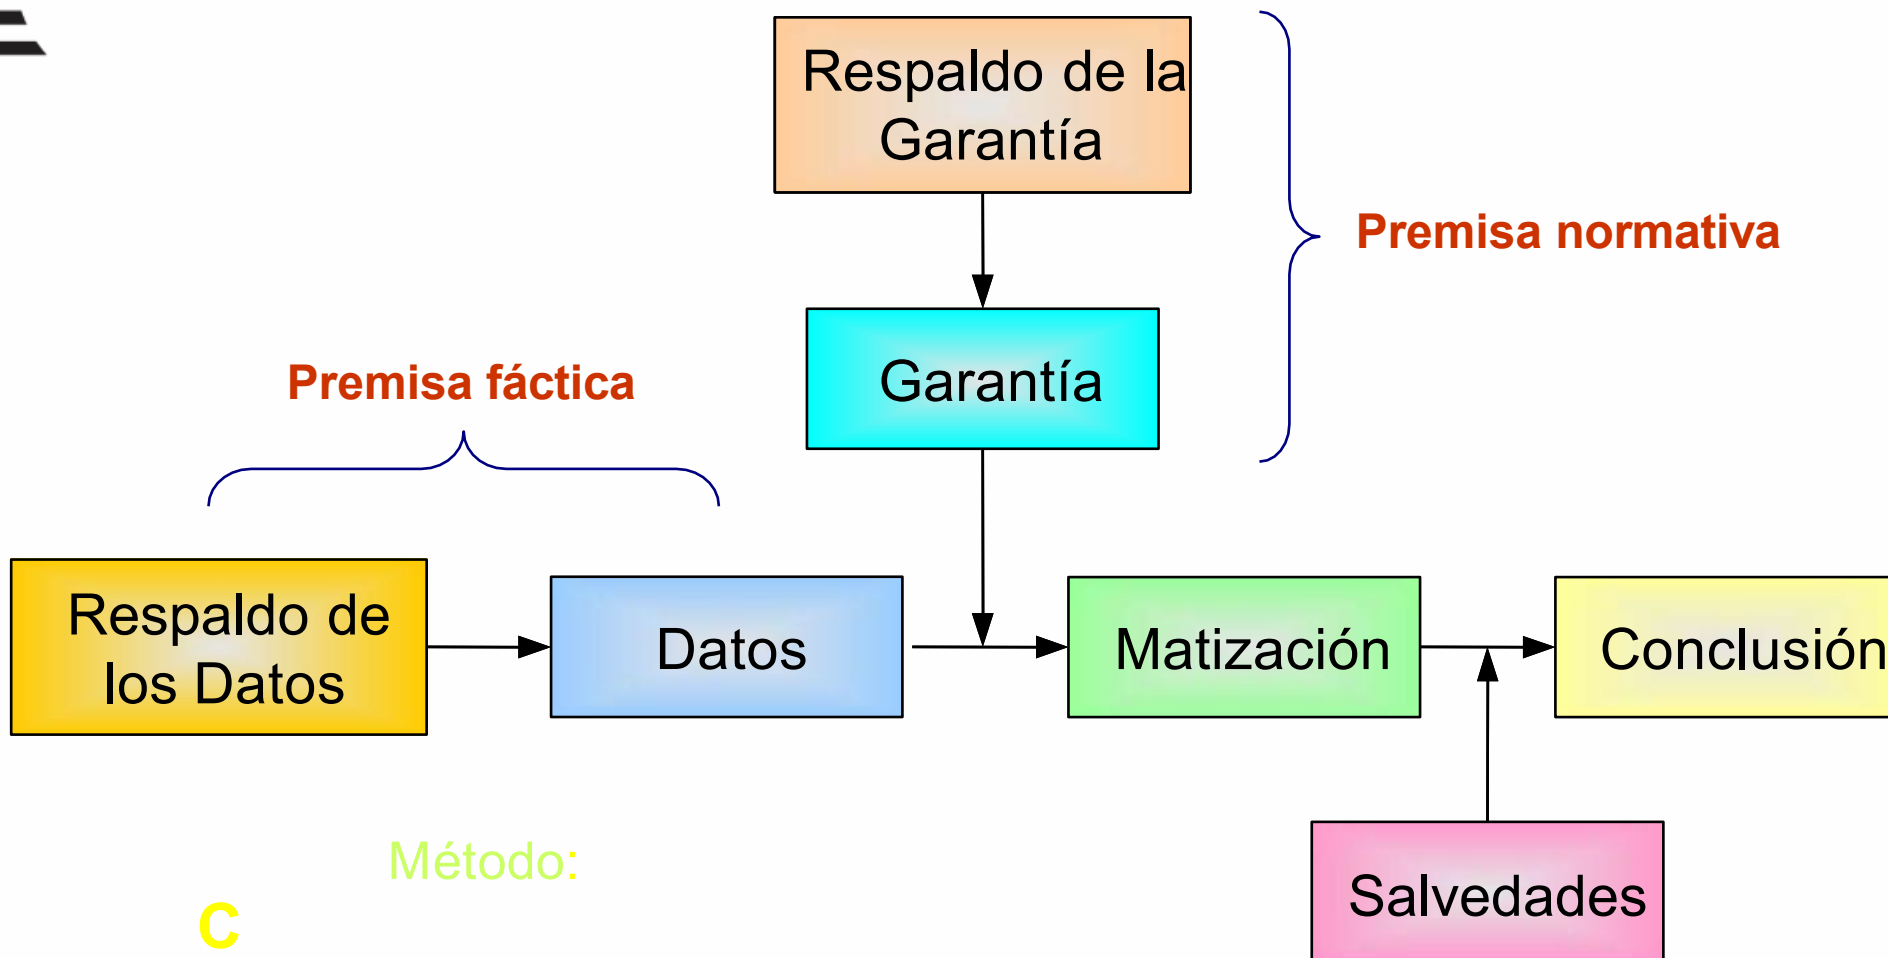 Respaldo de la
Garantía
Premisa normativa
Garantía
Premisa fáctica
Respaldo de
los Datos
Datos
Matización
Conclusión
Método:
C
Salvedades